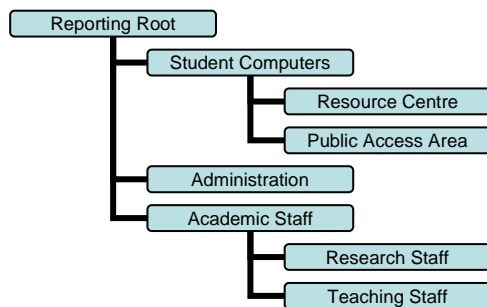 Reporting Root
Student Computers
Resource Centre
Public Access Area
Administration
Academic Staff
Research Staff
Teaching Staff